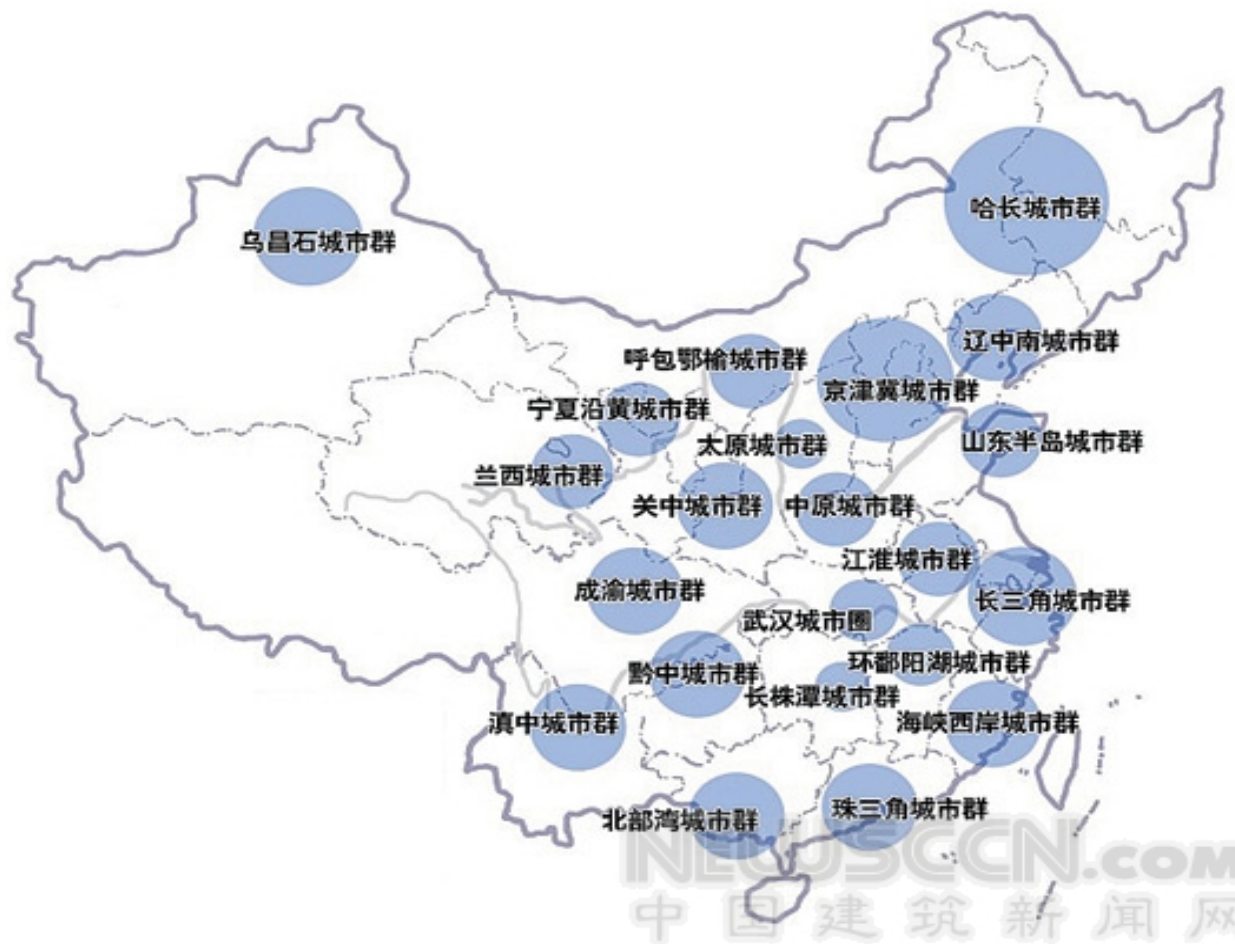 哈长城市群
乌昌石城市群
辽中南城市群
呼包鄂榆城市群
京津冀城市群
宁夏沿黄城市群
太原城市群
山东半岛城市群
兰西城市群
关中城市群
中原城市群
江淮城市群
成渝城市群
长三角城市群
武汉城市圈
环鄱阳湖城市群
黔中城市群
长株潭城市群
滇中城市群
海峡西岸城市群
北部湾城市群
珠三角城市群
NEWSCCN.COM
中国建筑新闻网